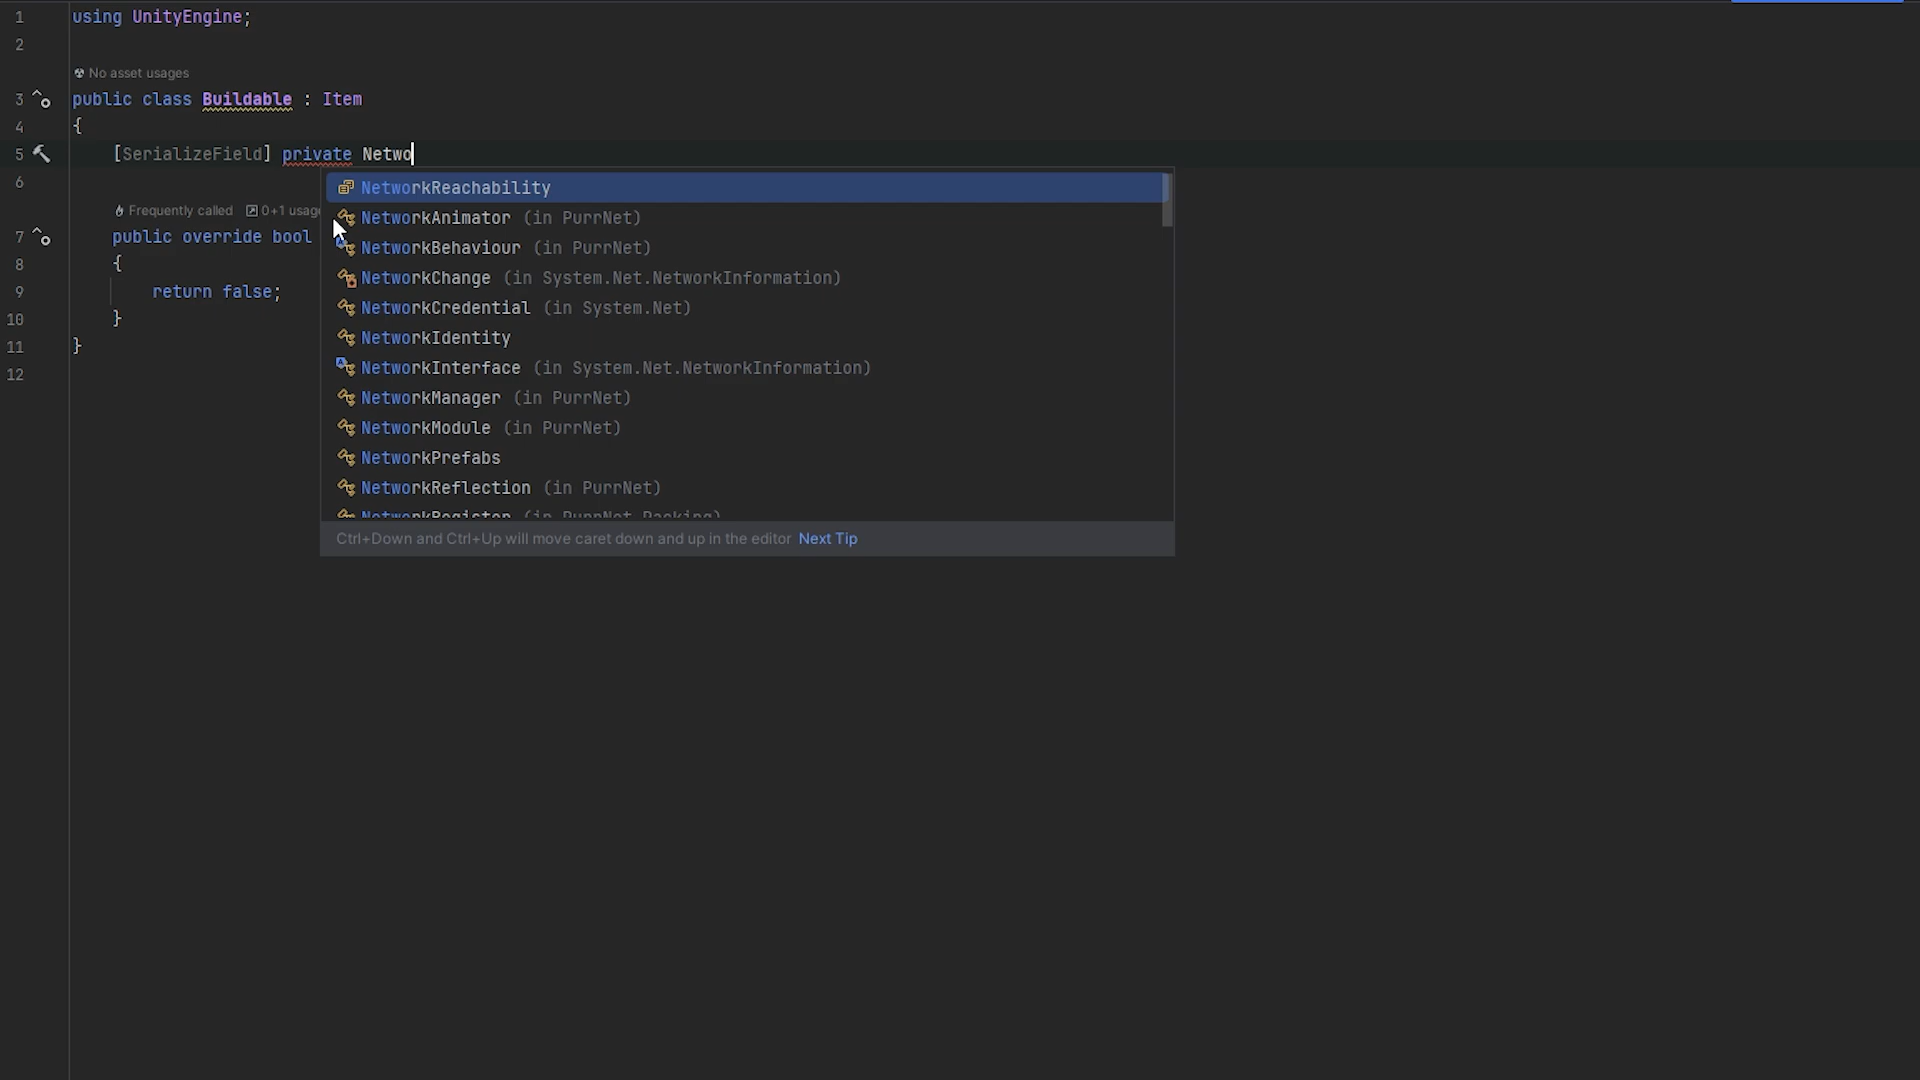 1 using UnityEngine;
2
No asset usages
3 public class Buildable : Item
4 {
5 [SerializeField] private Netwo
6
NetworkReachability
Frequently called 0+1 usag
NetworkAnimator (in PurrNet)
7 public override bool
NetworkBehaviour (in PurrNet)
8 {
NetworkChange (in System.Net.NetworkInformation)
9 return false;
NetworkCredential (in System.Net)
10 }
NetworkIdentity
11 }
NetworkInterface (in System.Net.NetworkInformation)
12
NetworkManager (in PurrNet)
NetworkModule (in PurrNet)
NetworkPrefabs
NetworkReflection (in PurrNet)
NetworkRegister (in PurrNet.Packing)
Ctrl+Down and Ctrl+Up will move caret down and up in the editor Next Tip